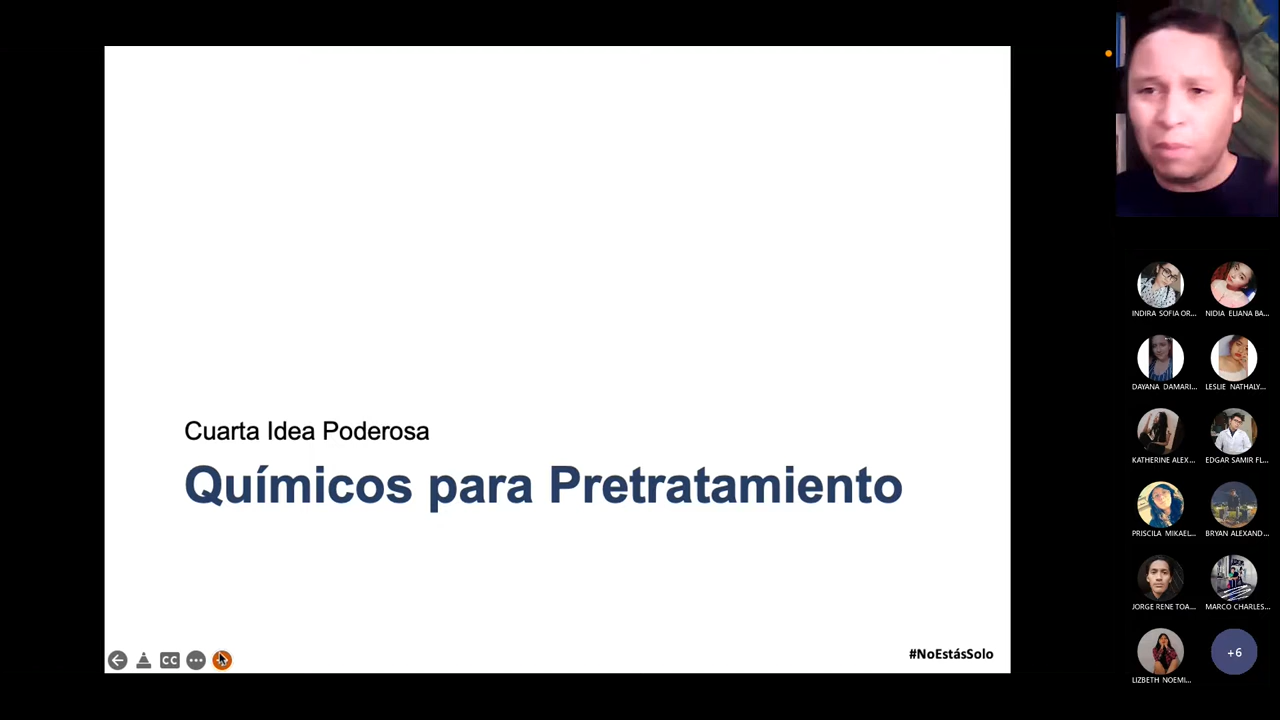 Cuarta Idea Poderosa
Químicos para Pretratamiento
CC
#NoEstásSolo
INDIRA SOFIA OR...
NIDIA ELIANA BA...
DAYANA DAMARI...
LESLIE NATHALY...
KATHERINE ALEX...
EDGAR SAMIR FL...
PRISCILA MIKAEL...
BRYAN ALEXAND...
JORGE RENE TOA...
MARCO CHARLES...
LIZBETH NOEMI...
+6